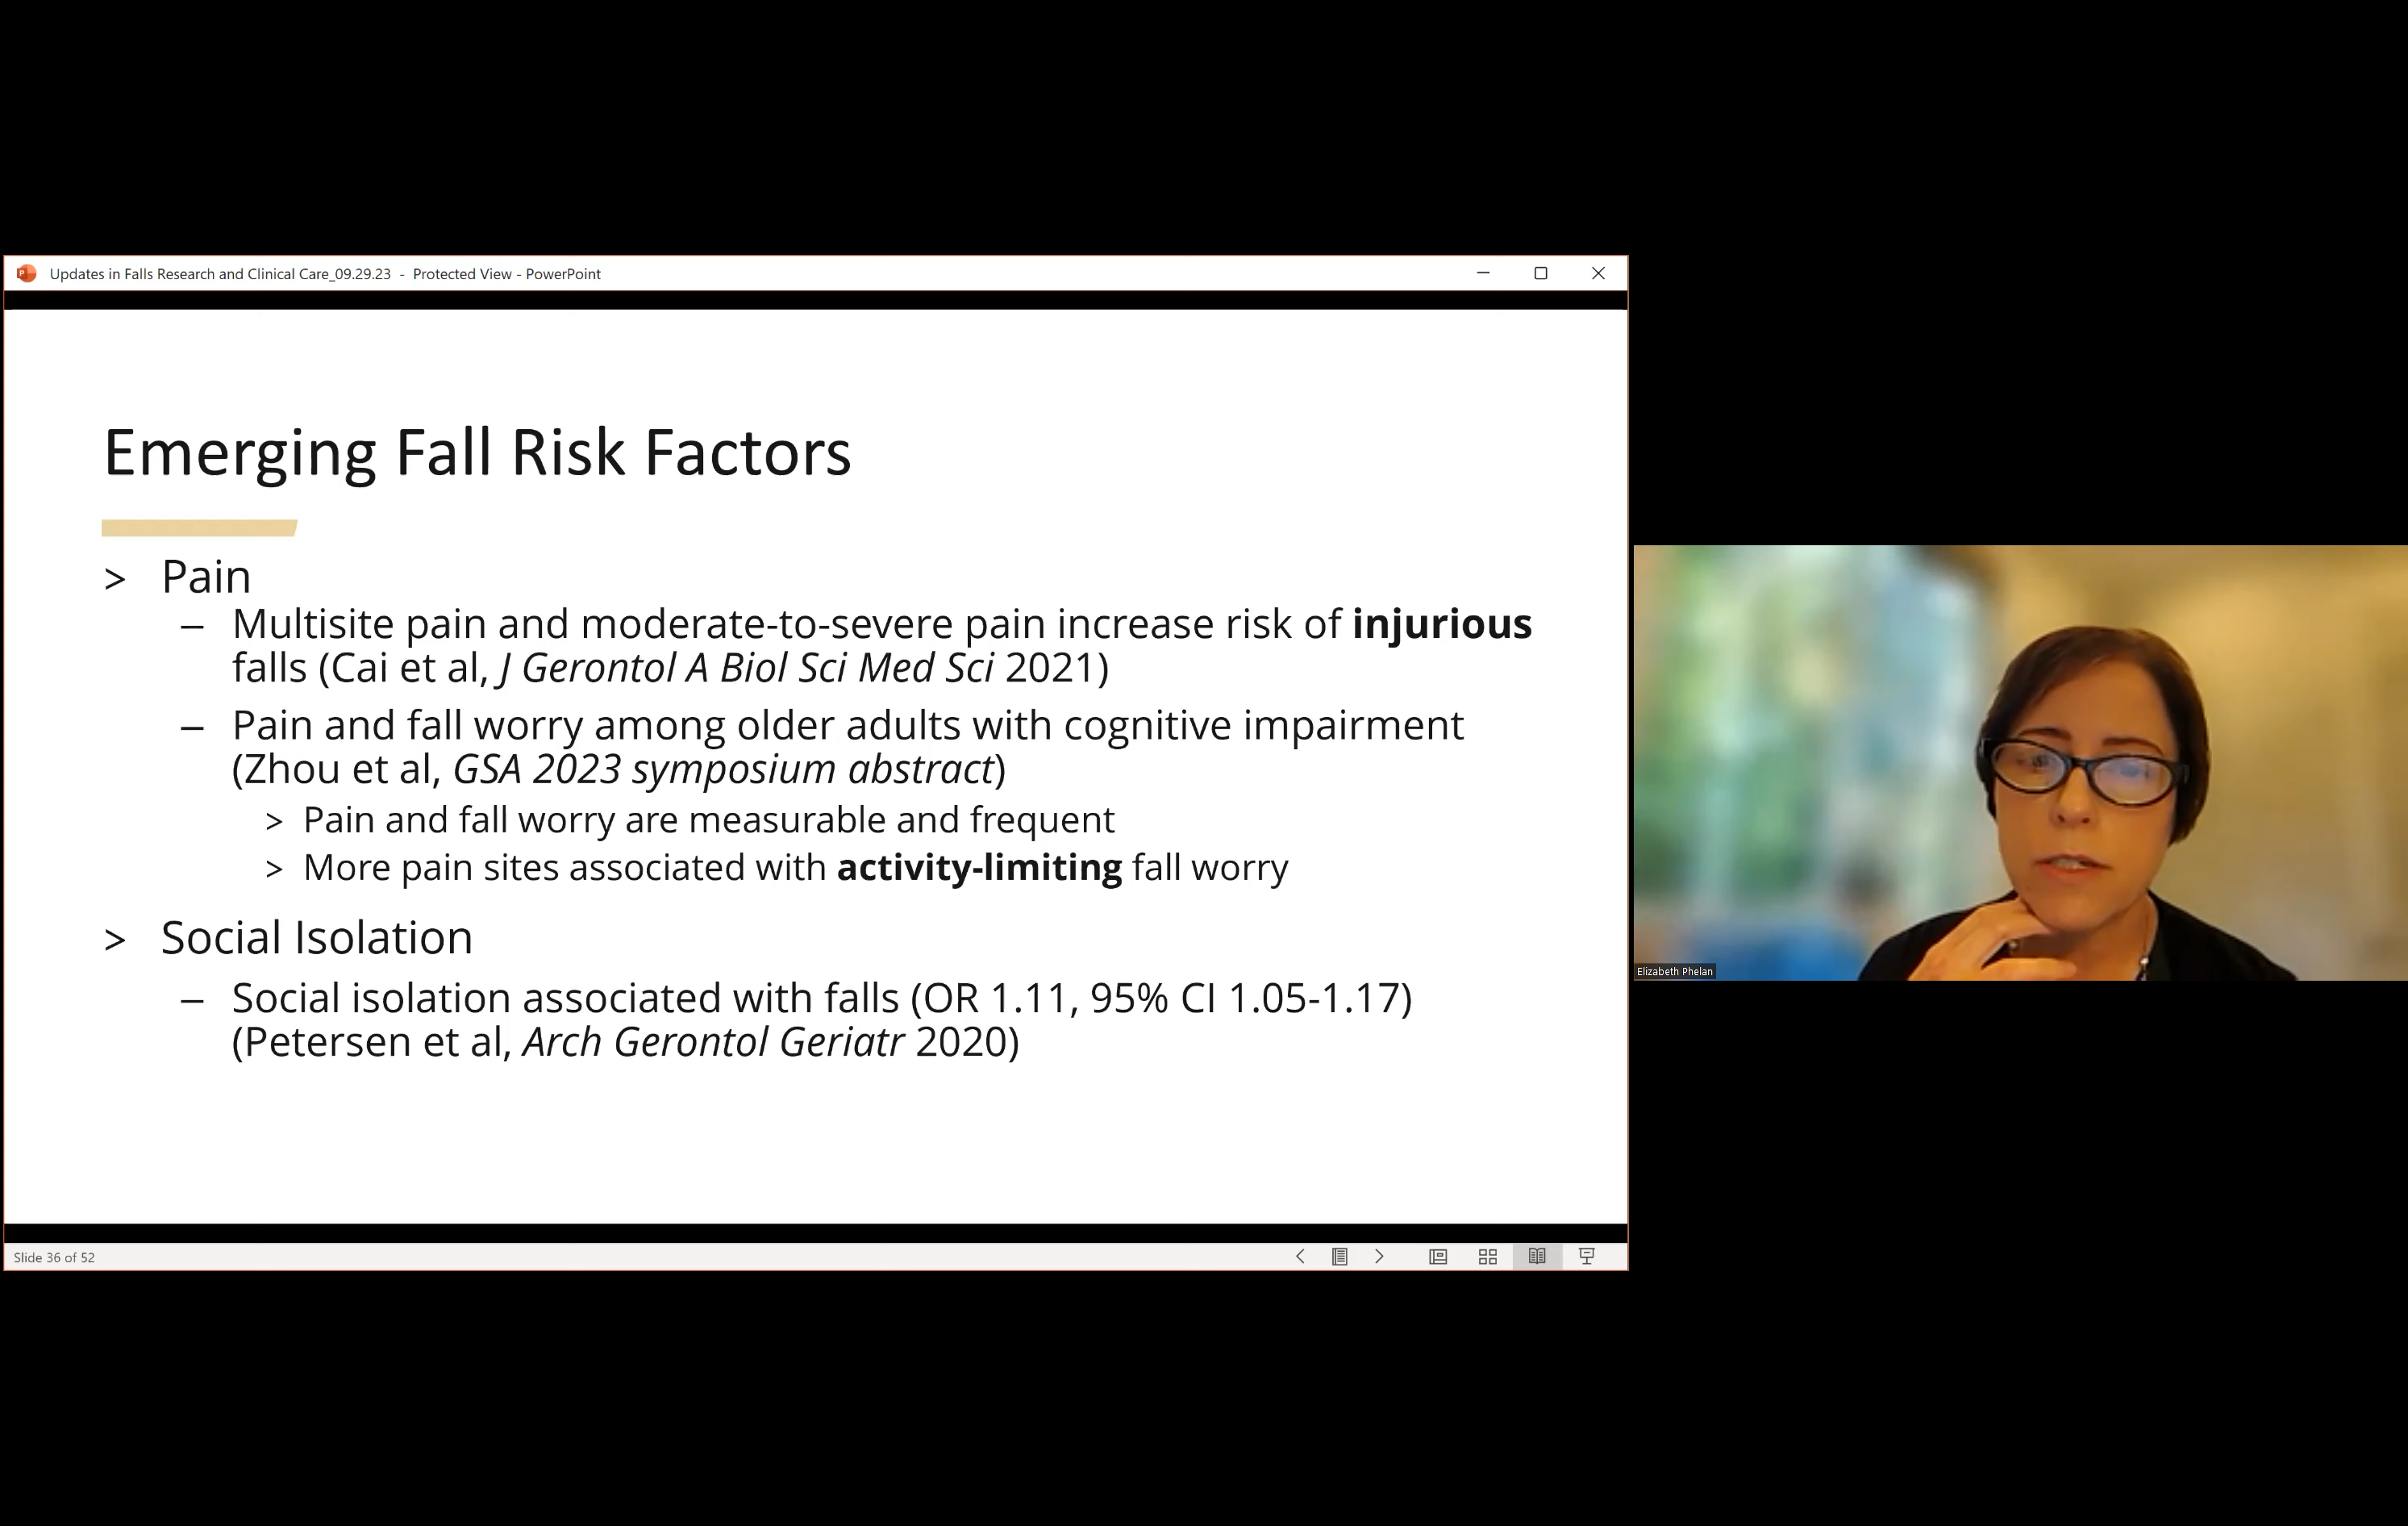 Updates in Falls Research and Clinical Care_09.29.23 - Protected View - PowerPoint
Emerging Fall Risk Factors
> Pain
– Multisite pain and moderate-to-severe pain increase risk of injurious
falls (Cai et al, J Gerontol A Biol Sci Med Sci 2021)
– Pain and fall worry among older adults with cognitive impairment
(Zhou et al, GSA 2023 symposium abstract)
> Pain and fall worry are measurable and frequent
> More pain sites associated with activity-limiting fall worry
> Social Isolation
– Social isolation associated with falls (OR 1.11, 95% CI 1.05-1.17)
(Petersen et al, Arch Gerontol Geriatr 2020)
Slide 36 of 52
Elizabeth Phelan